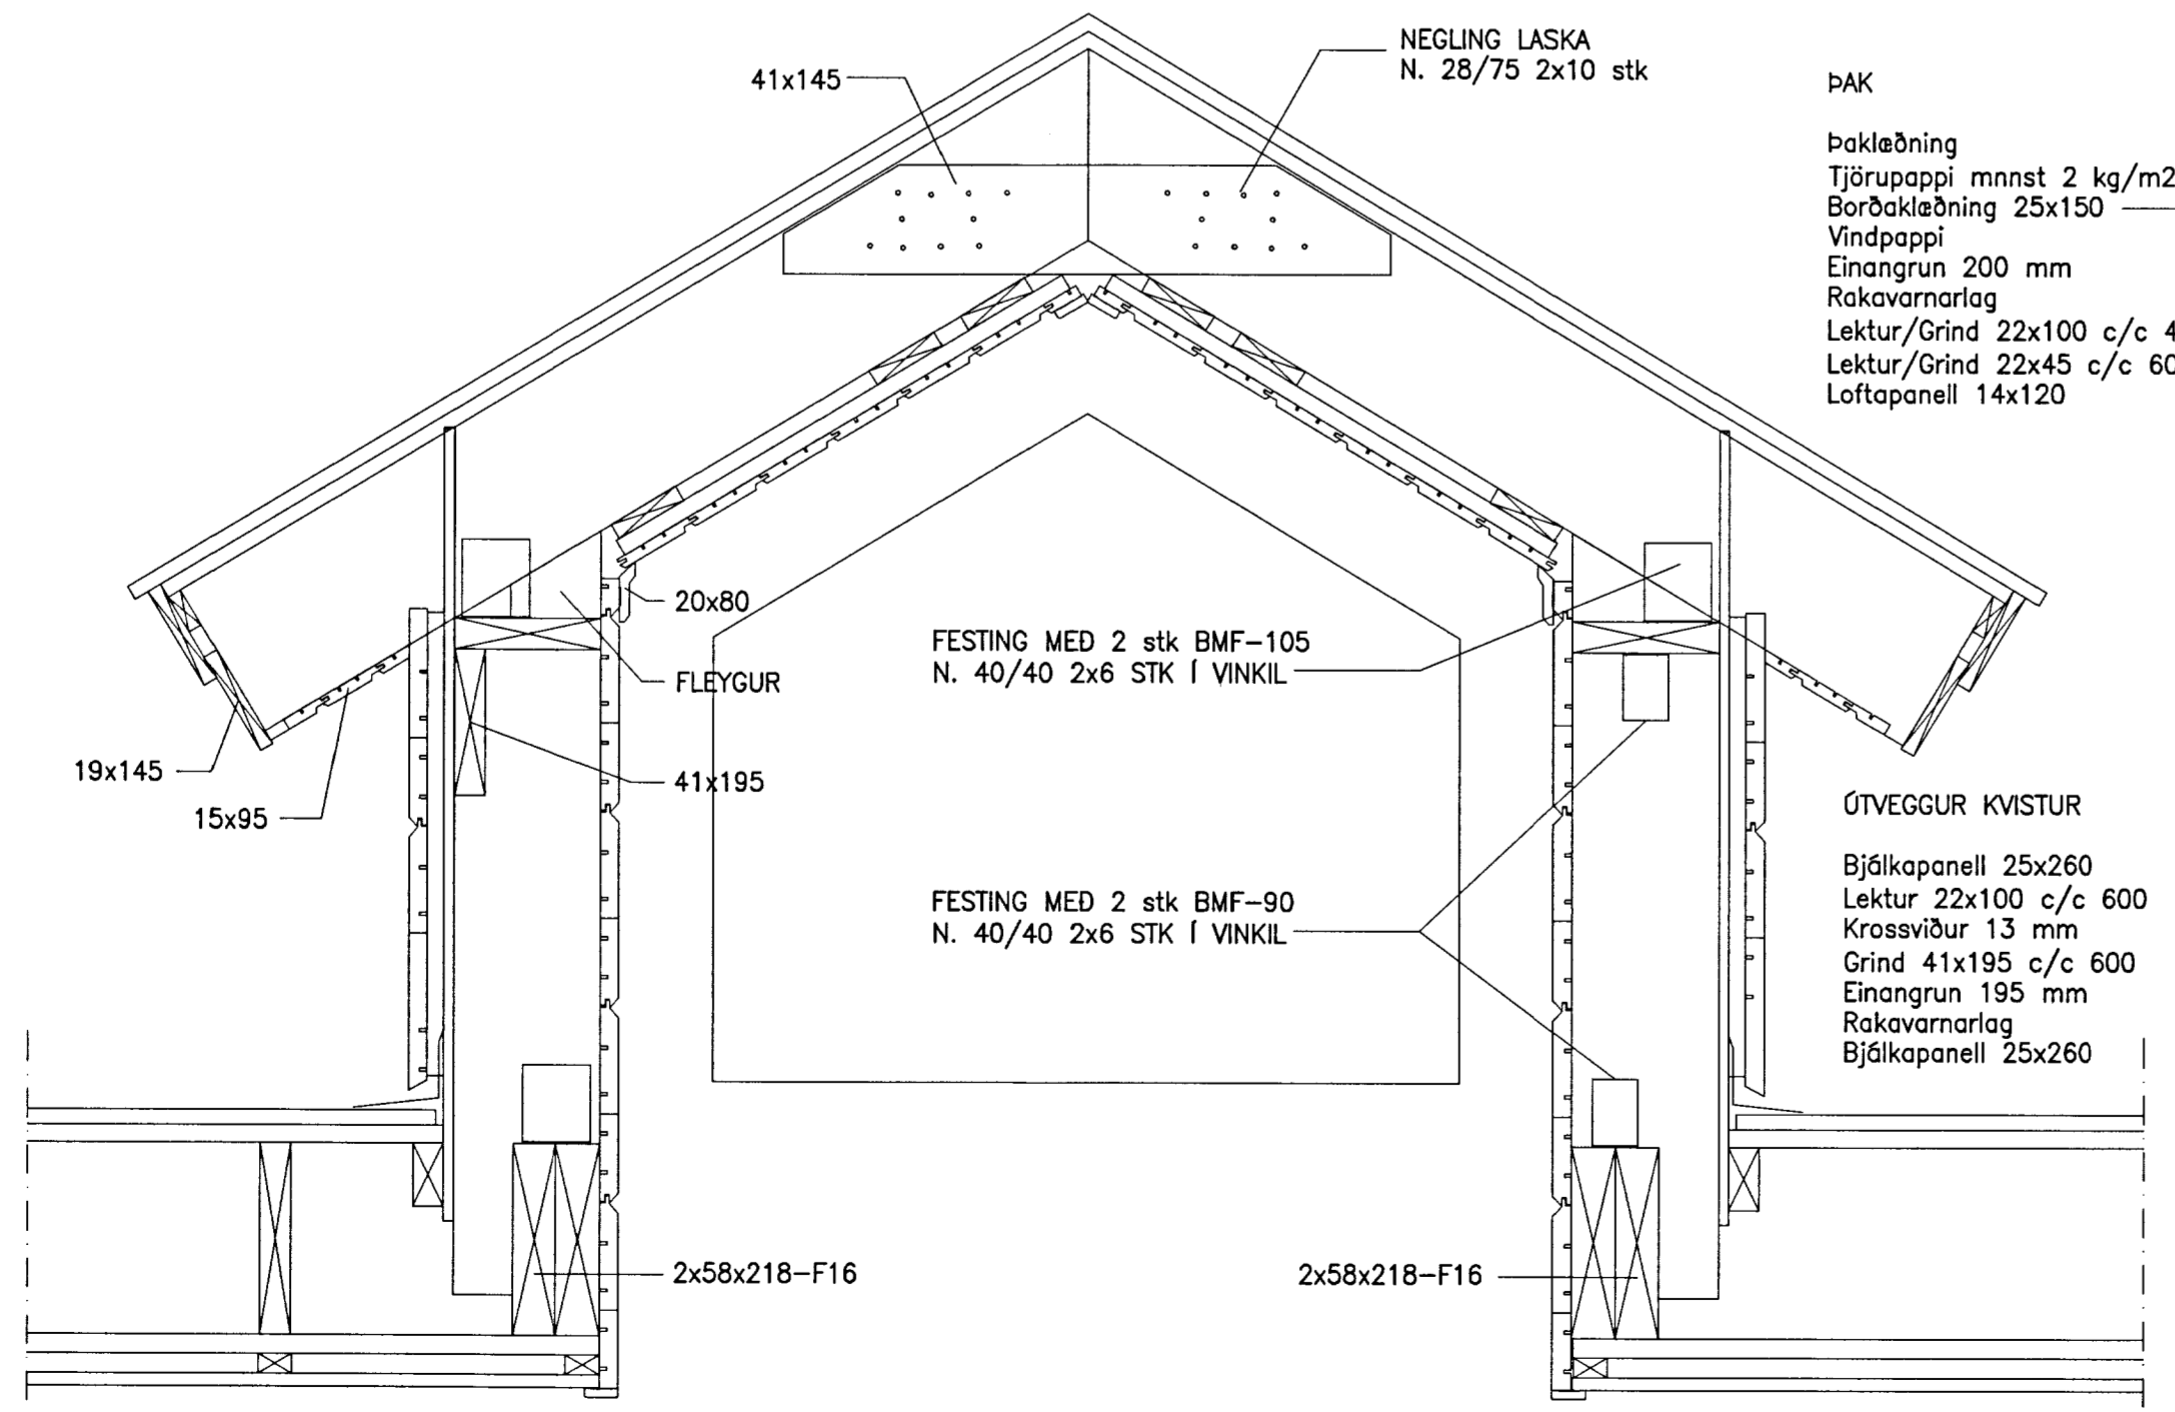 41x145
NEGLING LASKA
N. 28/75 2x10 stk
ÞAK
Þaklæðning
Tjörupappi mnnst 2 kg/m2
Borðaklæðning 25x150
Vindpappi
Einangrun 200 mm
Rakavarnarlag
Lektur/Grind 22x100 c/c 4
Lektur/Grind 22x45 c/c 60
Loftapanell 14x120
20x80
FESTING MEÐ 2 stk BMF-105
N. 40/40 2x6 STK Í VINKIL
FLEYGUR
19x145
41x195
15x95
ÚTVEGGUR KVISTUR
Bjálkapanell 25x260
Lektur 22x100 c/c 600
Krossviður 13 mm
Grind 41x195 c/c 600
Einangrun 195 mm
Rakavarnarlag
Bjálkapanell 25x260
FESTING MEÐ 2 stk BMF-90
N. 40/40 2x6 STK Í VINKIL
2x58x218-F16
2x58x218-F16